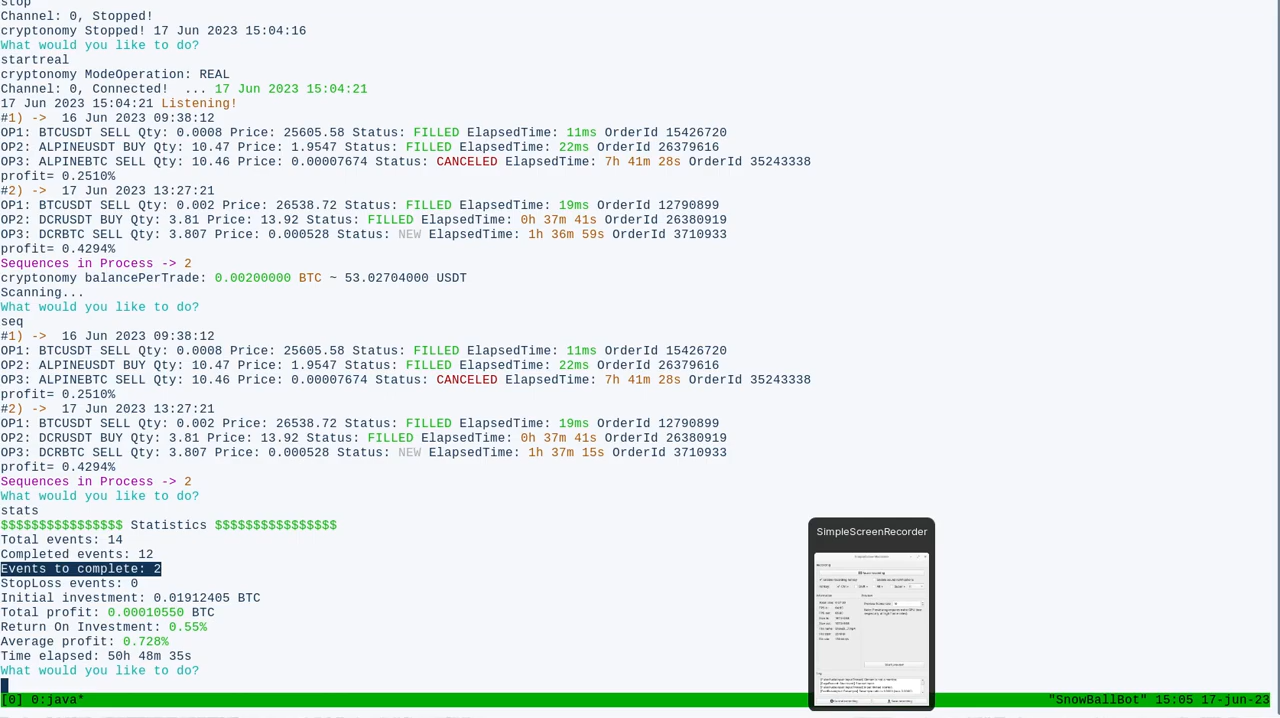 stop
Channel: 0, Stopped!
cryptonomy Stopped! 17 Jun 2023 15:04:16
What would you like to do?
startreal
cryptonomy ModeOperation: REAL
Channel: 0, Connected!  ... 17 Jun 2023 15:04:21
17 Jun 2023 15:04:21 Listening!
#1) ->  16 Jun 2023 09:38:12
OP1: BTCUSDT SELL Qty: 0.0008 Price: 25605.58 Status: FILLED ElapsedTime: 11ms OrderId 15426720
OP2: ALPINEUSDT BUY Qty: 10.47 Price: 1.9547 Status: FILLED ElapsedTime: 22ms OrderId 26379616
OP3: ALPINEBTC SELL Qty: 10.46 Price: 0.00007674 Status: CANCELED ElapsedTime: 7h 41m 28s OrderId 35243338
profit= 0.2510%
#2) ->  17 Jun 2023 13:27:21
OP1: BTCUSDT SELL Qty: 0.002 Price: 26538.72 Status: FILLED ElapsedTime: 19ms OrderId 12790899
OP2: DCRUSDT BUY Qty: 3.81 Price: 13.92 Status: FILLED ElapsedTime: 0h 37m 41s OrderId 26380919
OP3: DCRBTC SELL Qty: 3.807 Price: 0.000528 Status: NEW ElapsedTime: 1h 36m 59s OrderId 3710933
profit= 0.4294%
Sequences in Process -> 2
cryptonomy balancePerTrade: 0.00200000 BTC ~ 53.02704000 USDT
Scanning...
What would you like to do?
seq
#1) ->  16 Jun 2023 09:38:12
OP1: BTCUSDT SELL Qty: 0.0008 Price: 25605.58 Status: FILLED ElapsedTime: 11ms OrderId 15426720
OP2: ALPINEUSDT BUY Qty: 10.47 Price: 1.9547 Status: FILLED ElapsedTime: 22ms OrderId 26379616
OP3: ALPINEBTC SELL Qty: 10.46 Price: 0.00007674 Status: CANCELED ElapsedTime: 7h 41m 28s OrderId 35243338
profit= 0.2510%
#2) ->  17 Jun 2023 13:27:21
OP1: BTCUSDT SELL Qty: 0.002 Price: 26538.72 Status: FILLED ElapsedTime: 19ms OrderId 12790899
OP2: DCRUSDT BUY Qty: 3.81 Price: 13.92 Status: FILLED ElapsedTime: 0h 37m 41s OrderId 26380919
OP3: DCRBTC SELL Qty: 3.807 Price: 0.000528 Status: NEW ElapsedTime: 1h 37m 15s OrderId 3710933
profit= 0.4294%
Sequences in Process -> 2
What would you like to do?
stats
$$$$$$$$$$$$$$$$ Statistics $$$$$$$$$$$$$$$$
Total events: 14
Completed events: 12
Events to complete: 2
StopLoss events: 0
Total investment: 0.01639715 BTC
Total profit: 0.00006834 BTC
Return On Trade: 0.4168%
Average profit: 0.4158%
Time elapsed: 51h 20m 35s
What would you like to do?
[0] 0:java*
"SnowBallBot" 15:05 17-jun-23
SimpleScreenRecorder